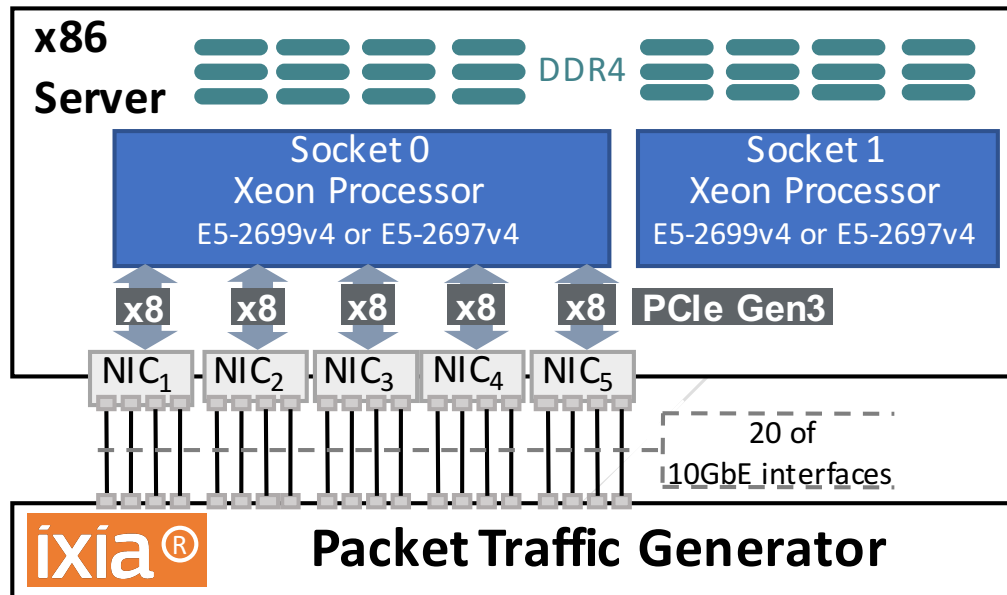 x86
Server
DDR4
Socket 0
Xeon Processor
E5-2699v4 or E5-2697v4
Socket 1
Xeon Processor
E5-2699v4 or E5-2697v4
x8
x8
x8
x8
x8
PCIe Gen3
NIC1
NIC2
NIC3
NIC4
NIC5
20 of
10GbE interfaces
ixia®
Packet Traffic Generator